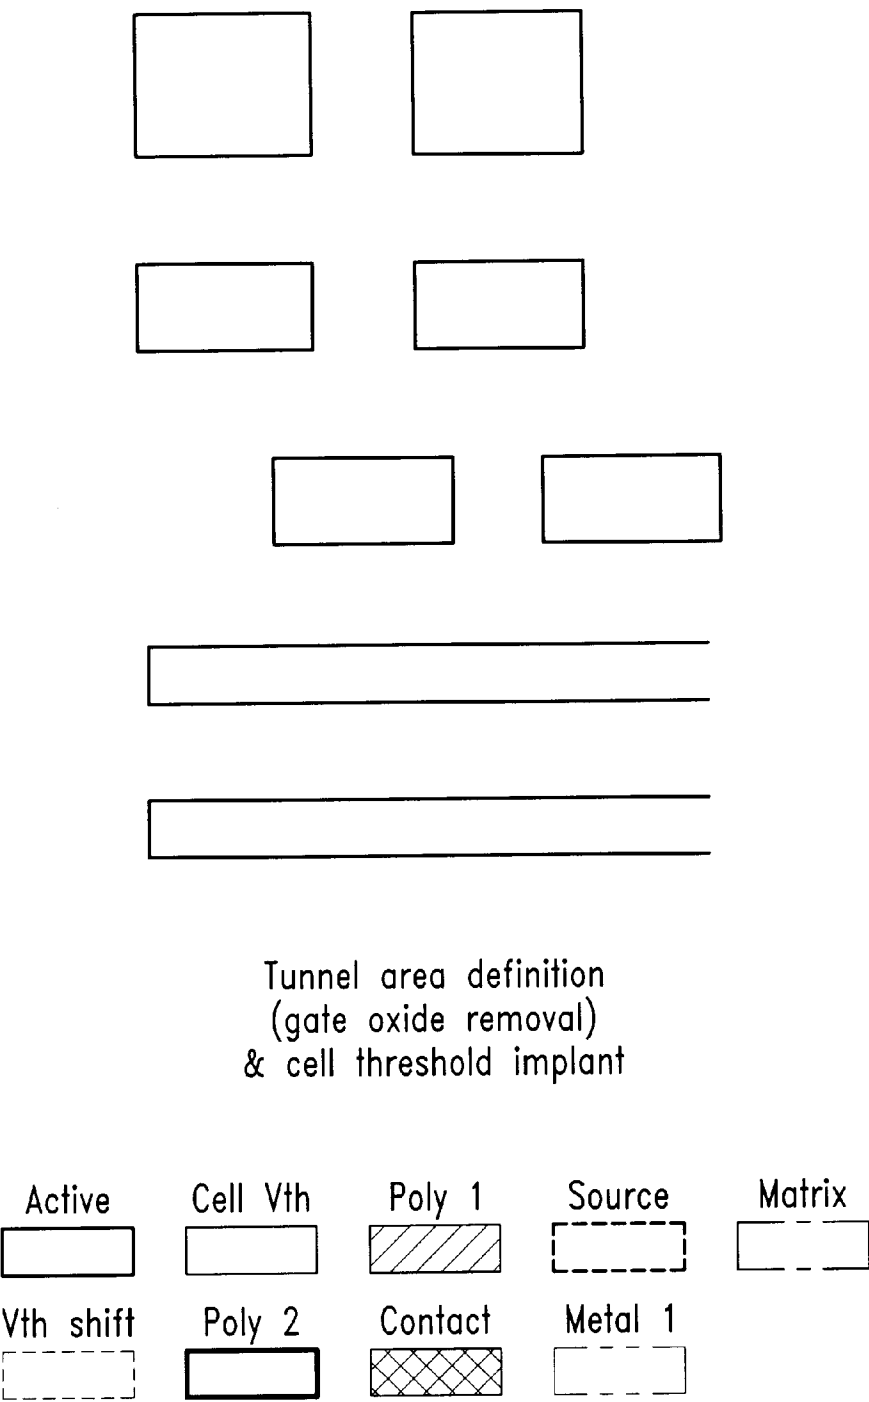 Tunnel area definition
(gate oxide removal)
& cell threshold implant
Active Cell Vth Poly 1 Source Matrix
Vth shift Poly 2 Contact Metal 1